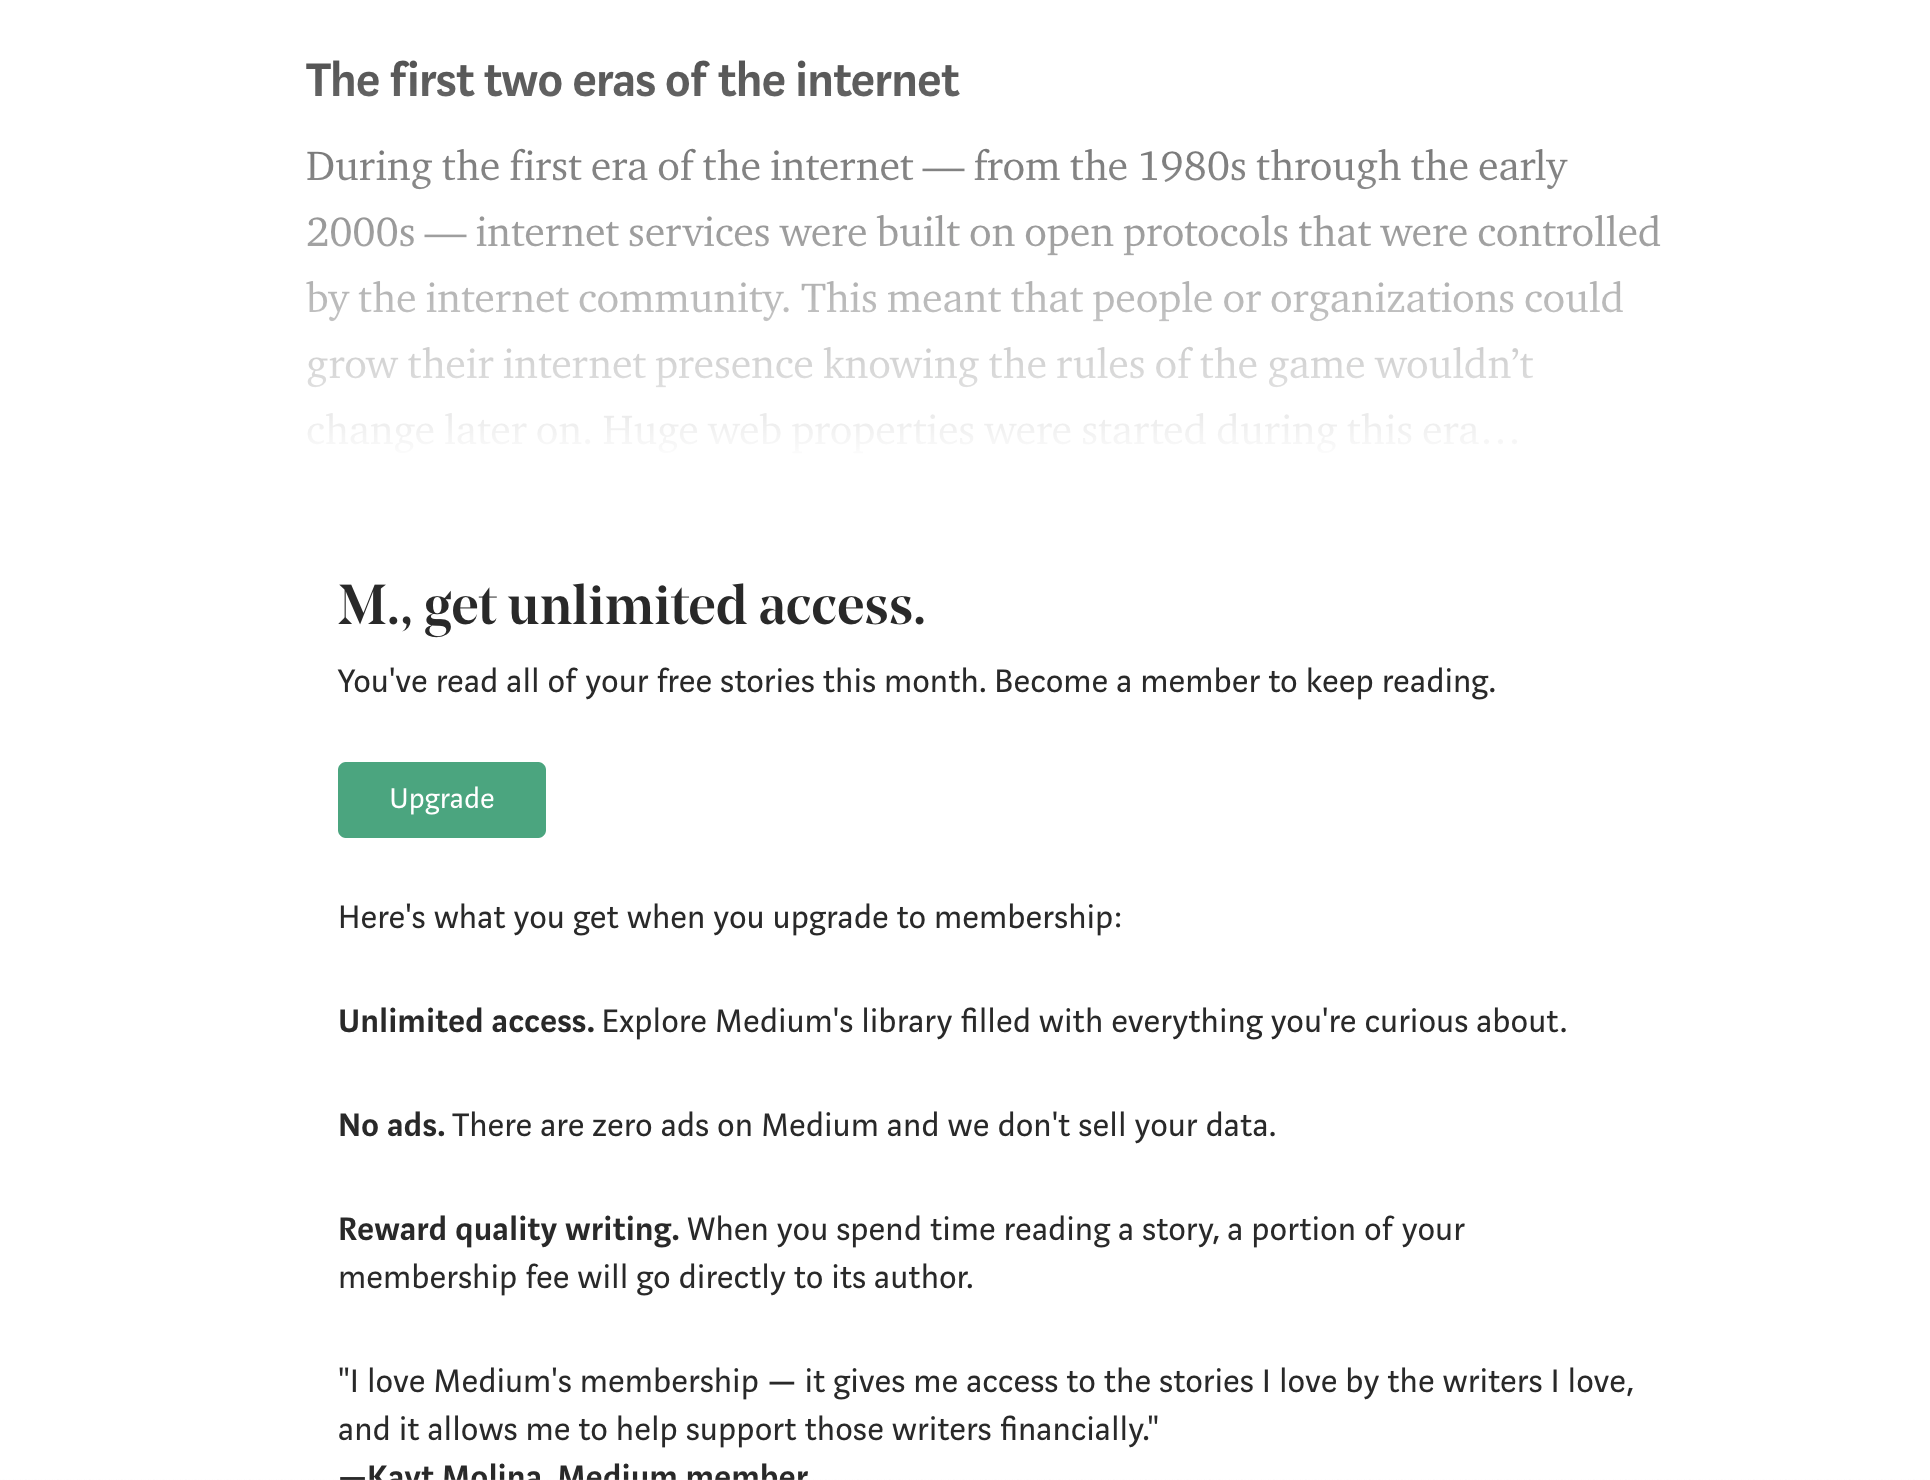 The first two eras of the internet
During the first era of the internet — from the 1980s through the early
2000s — internet services were built on open protocols that were controlled
by the internet community. This meant that people or organizations could
grow their internet presence knowing the rules of the game wouldn’t
change later on. Huge web properties were started during this era…
M., get unlimited access.
You've read all of your free stories this month. Become a member to keep reading.
Upgrade
Here's what you get when you upgrade to membership:
Unlimited access. Explore Medium's library filled with everything you're curious about.
No ads. There are zero ads on Medium and we don't sell your data.
Reward quality writing. When you spend time reading a story, a portion of your
membership fee will go directly to its author.
"I love Medium's membership — it gives me access to the stories I love by the writers I love,
and it allows me to help support those writers financially."
—Kayt Molina, Medium member